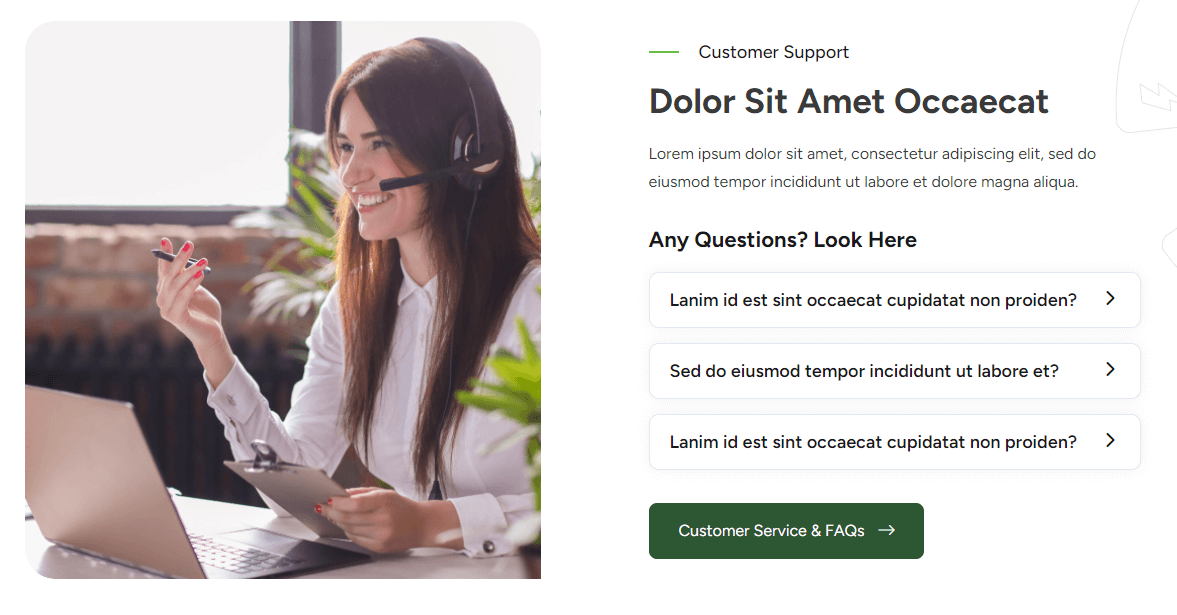 Customer Support
Dolor Sit Amet Occaecat
Lorem ipsum dolor sit amet, consectetur adipiscing elit, sed do
eiusmod tempor incididunt ut labore et dolore magna aliqua.
Any Questions? Look Here
Lanim id est sint occaecat cupidatat non proiden?
Sed do eiusmod tempor incididunt ut labore et?
Lanim id est sint occaecat cupidatat non proiden?
Customer Service & FAQs